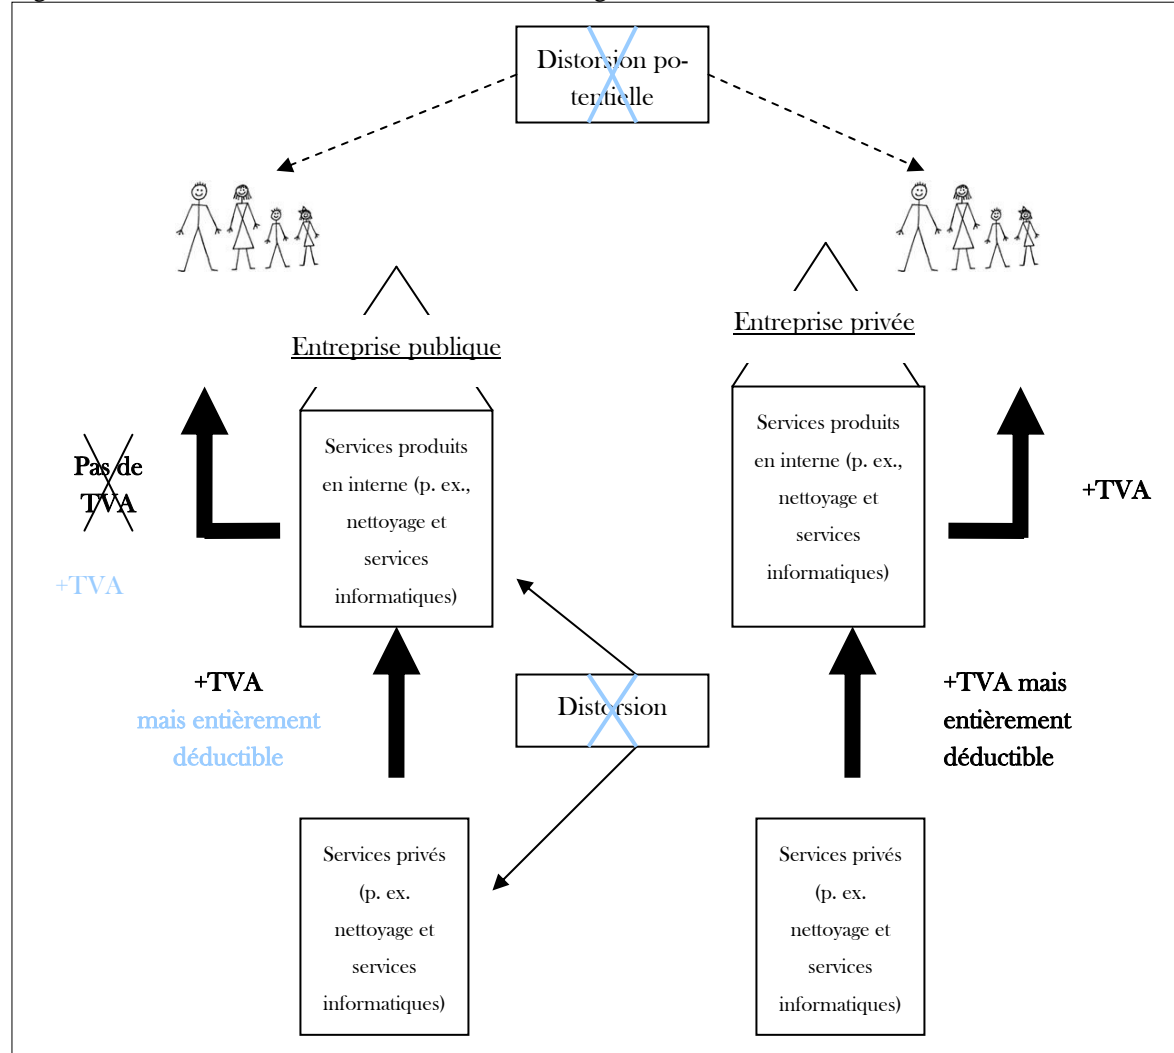 Distorsion po-
tentielle
Entreprise publique
Entreprise privée
Services produits
en interne (p. ex.,
nettoyage et
services
informatiques)
Services produits
en interne (p. ex.,
nettoyage et
services
informatiques)
Pas de
TVA
+TVA
+TVA
+TVA
mais entièrement
déductible
Distorsion
+TVA mais
entièrement
déductible
Services privés
(p. ex.
nettoyage et
services
informatiques)
Services privés
(p. ex.
nettoyage et
services
informatiques)